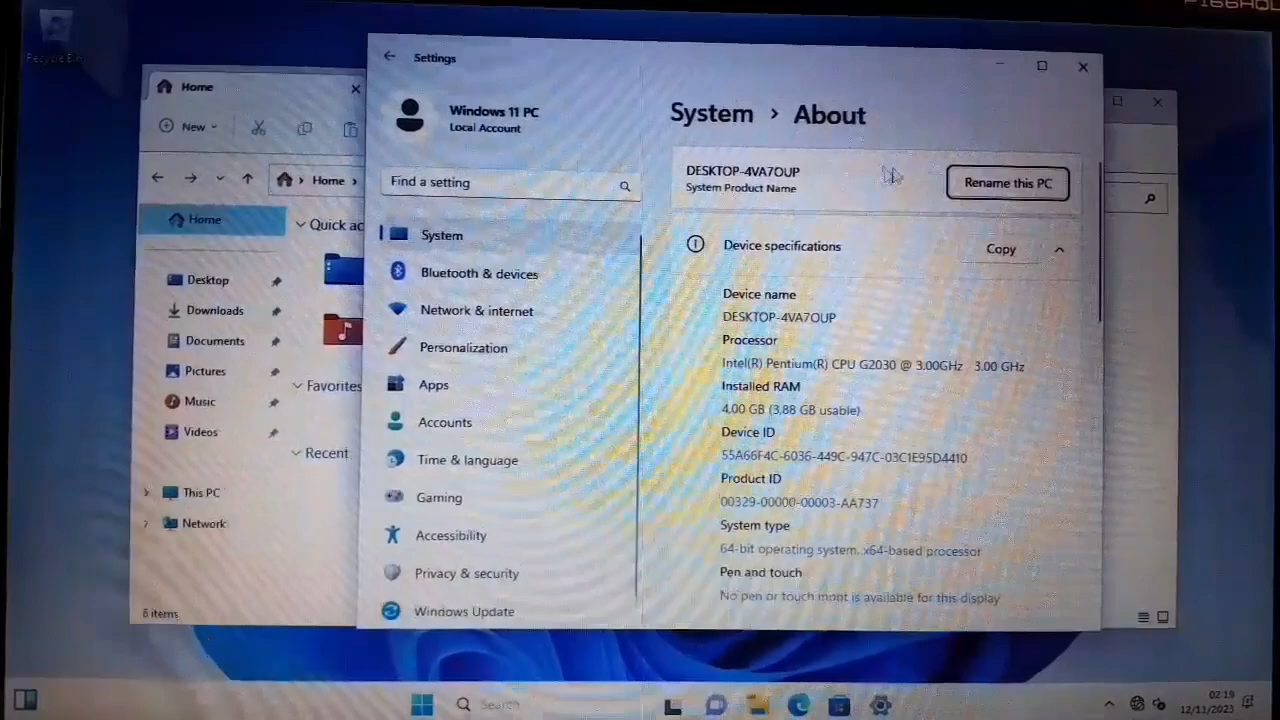 Recycle Bin
Home
New
Home
Home
Quick ac
Desktop
Downloads
Documents
Pictures
Music
Videos
Favorites
Recent
This PC
Network
6 items
Settings
Windows 11 PC
Local Account
Find a setting
System
Bluetooth & devices
Network & internet
Personalization
Apps
Accounts
Time & language
Gaming
Accessibility
Privacy & security
Windows Update
System › About
DESKTOP-4VA7OUP
System Product Name
Rename this PC
Device specifications
Copy
Device name
DESKTOP-4VA7OUP
Processor
Intel(R) Pentium(R) CPU G2030 @ 3.00GHz 3.00 GHz
Installed RAM
4.00 GB (3.88 GB usable)
Device ID
55A66F4C-6036-449C-947C-03C1E95D4410
Product ID
00329-00000-00003-AA737
System type
64-bit operating system, x64-based processor
Pen and touch
No pen or touch input is available for this display
Search
02:19
12/11/2023